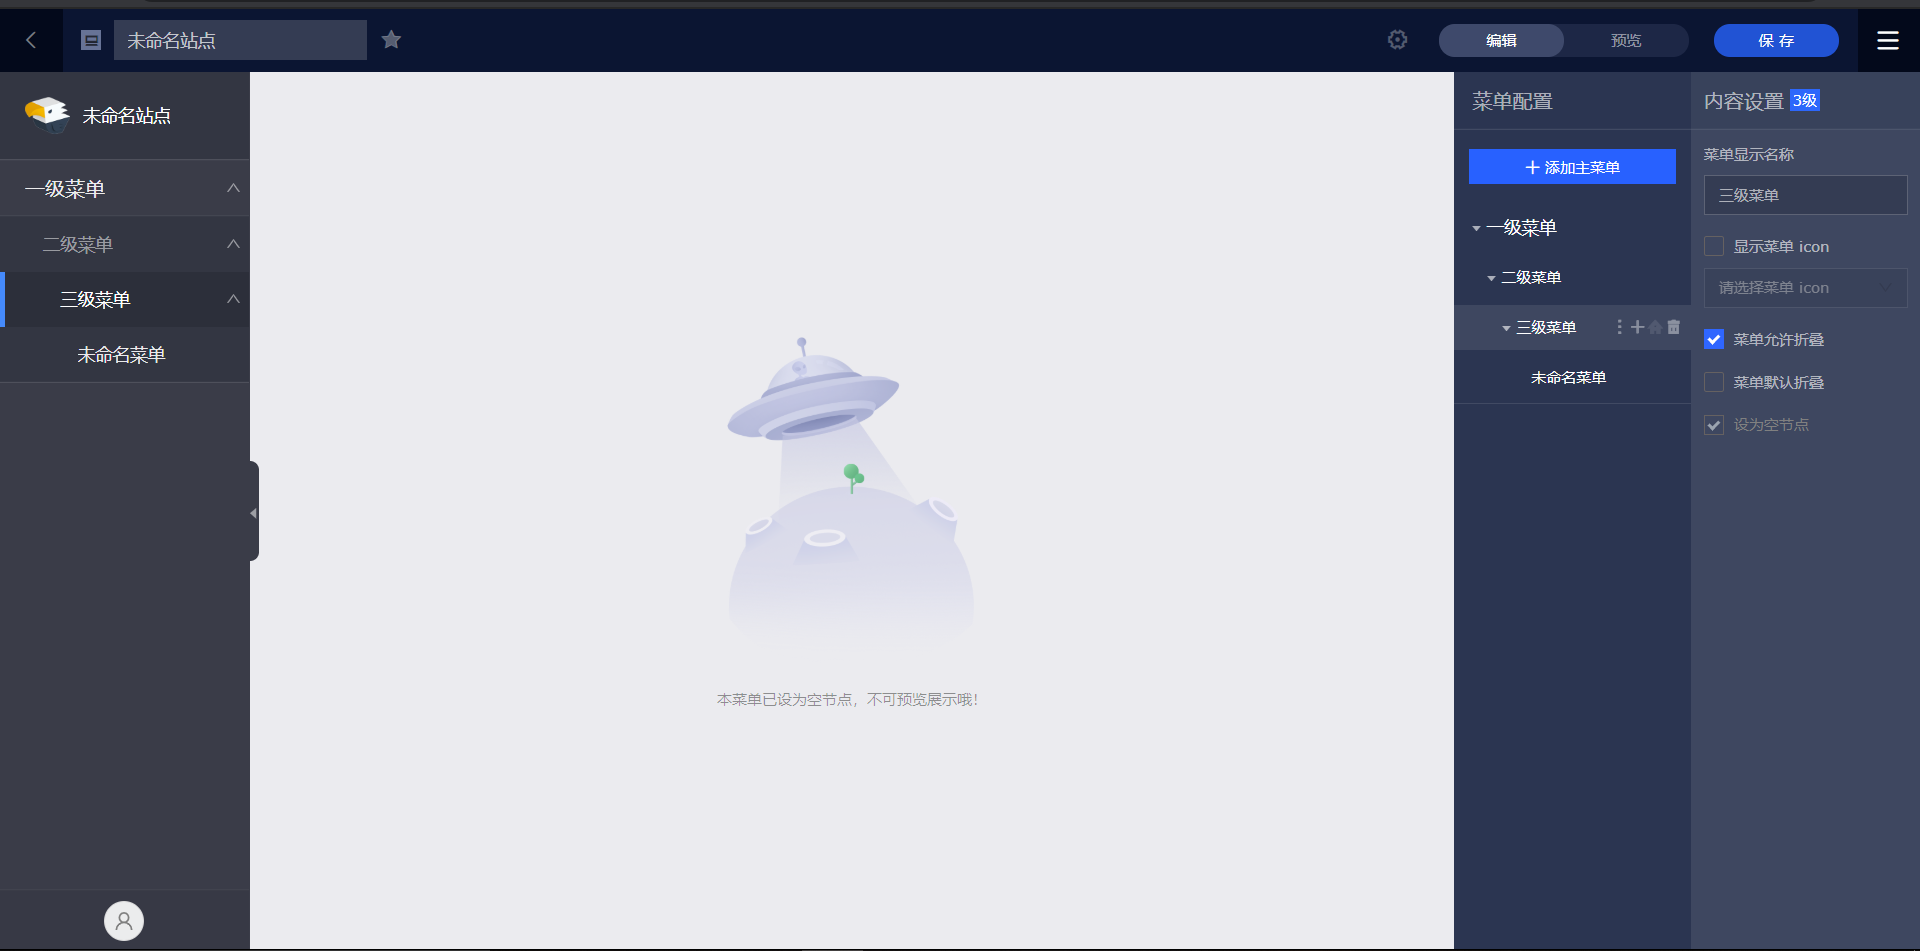 未命名站点
编辑
预览
保 存
未命名站点
一级菜单
二级菜单
三级菜单
未命名菜单
本菜单已设为空节点，不可预览展示哦！
菜单配置
添加主菜单
一级菜单
二级菜单
三级菜单
未命名菜单
内容设置 3级
菜单显示名称
三级菜单
显示菜单 icon
请选择菜单 icon
菜单允许折叠
菜单默认折叠
设为空节点